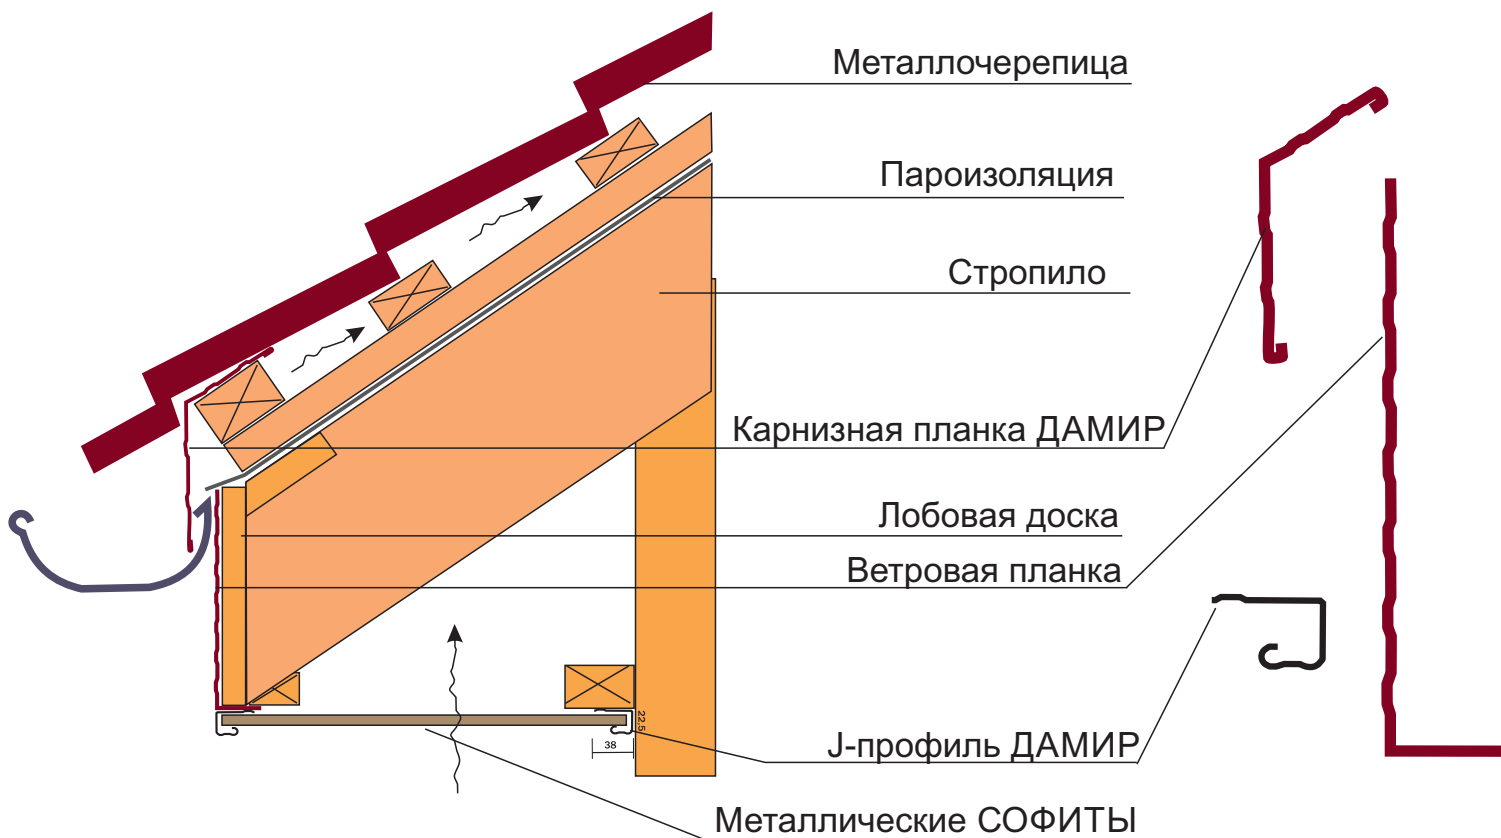 Металлочерепица
Пароизоляция
Стропило
Карнизная планка ДАМИР
Лобовая доска
Ветровая планка
22,5
38
J-профиль ДАМИР
Металлические СОФИТЫ